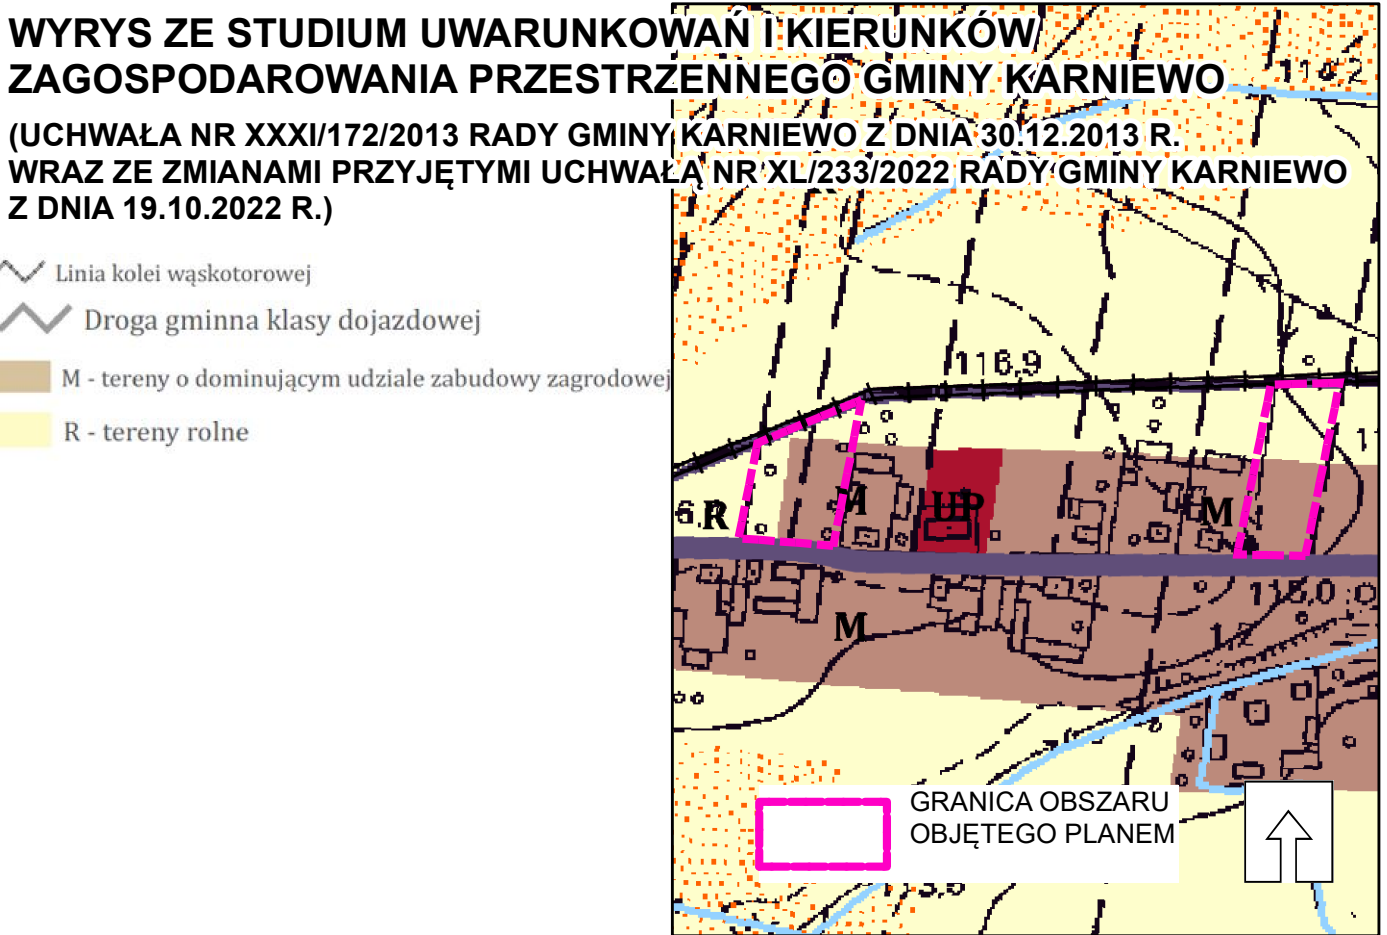 WYRYS ZE STUDIUM UWARUNKOWAŃ I KIERUNKÓW
ZAGOSPODAROWANIA PRZESTRZENNEGO GMINY KARNIEWO
(UCHWAŁA NR XXXI/172/2013 RADY GMINY KARNIEWO Z DNIA 30.12.2013 R.
WRAZ ZE ZMIANAMI PRZYJĘTYMI UCHWAŁĄ NR XL/233/2022 RADY GMINY KARNIEWO
Z DNIA 19.10.2022 R.)
Linia kolei wąskotorowej
Droga gminna klasy dojazdowej
M - tereny o dominującym udziale zabudowy zagrodowej
R - tereny rolne
116,9
R
M
UP
M
M
GRANICA OBSZARU
OBJĘTEGO PLANEM